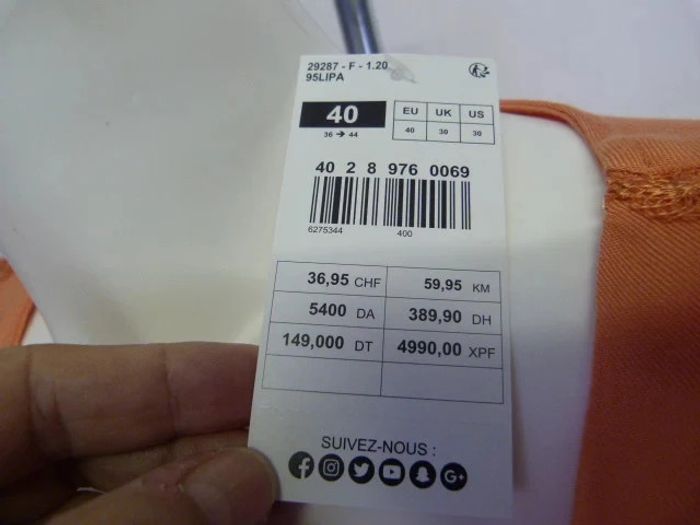 29287 - F - 1.20
95LIPA
40
36 → 44
EU UK US
40 30 30
40 2 8 976 0069
6275344 400
36,95 CHF 59,95 KM
5400 DA 389,90 DH
149,000 DT 4990,00 XPF
SUIVEZ-NOUS :